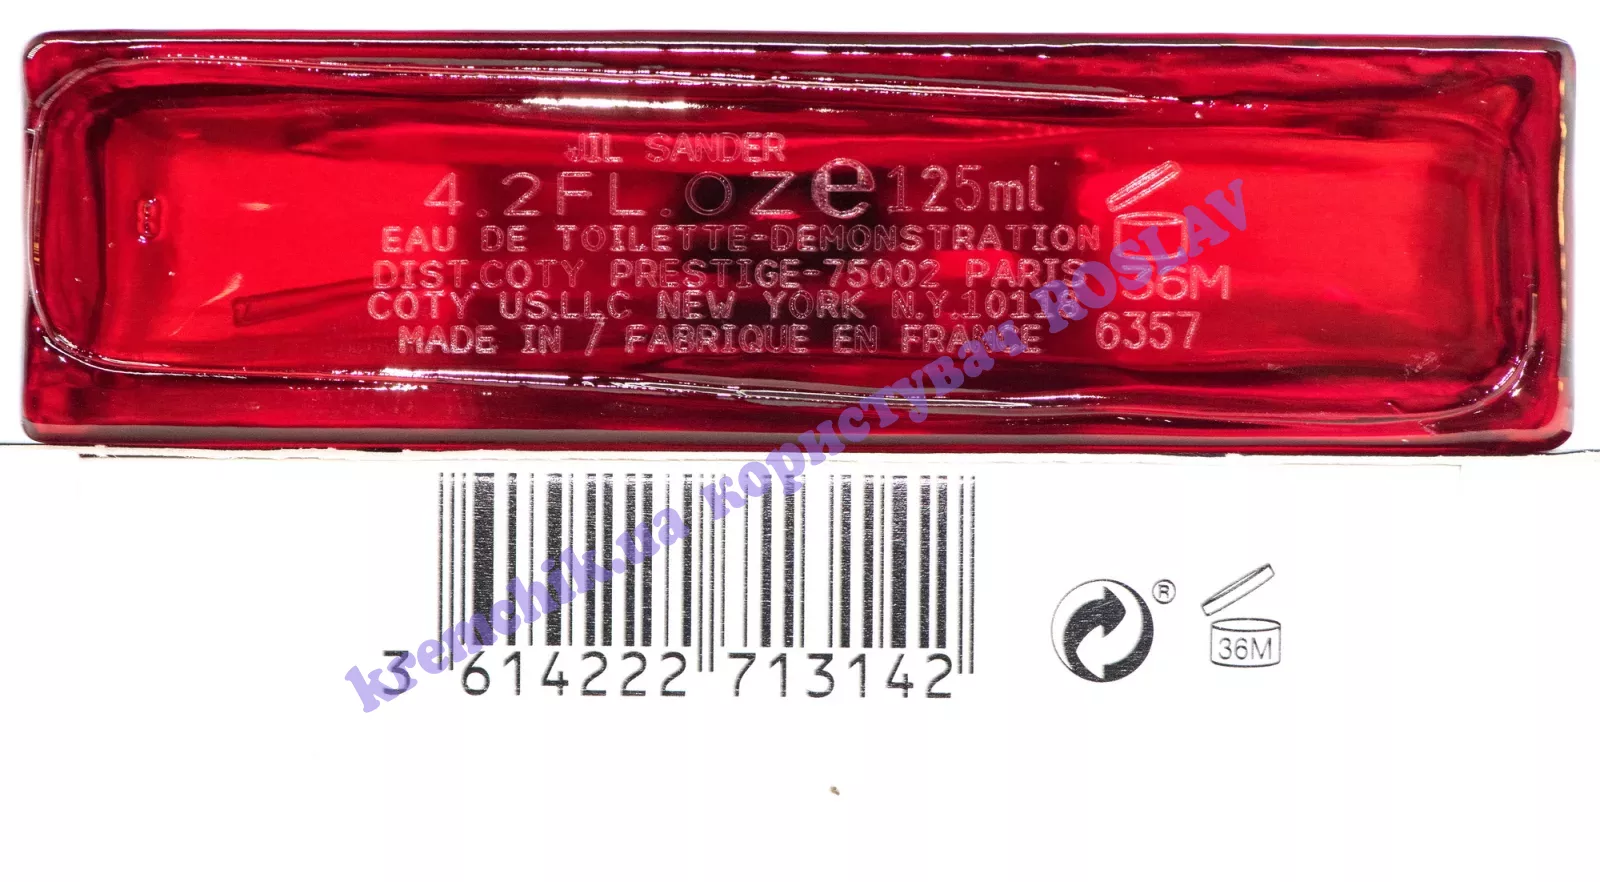 JIL SANDER
4.2FL.OZ e 125ml
EAU DE TOILETTE-DEMONSTRATION
DIST.COTY PRESTIGE-75002 PARIS
COTY US.LLC NEW YORK N.Y.10118
MADE IN / FABRIQUE EN FRANCE
36M
6357
3 614222 713142
®
36M
kremchik.ua користувач ROSLAV